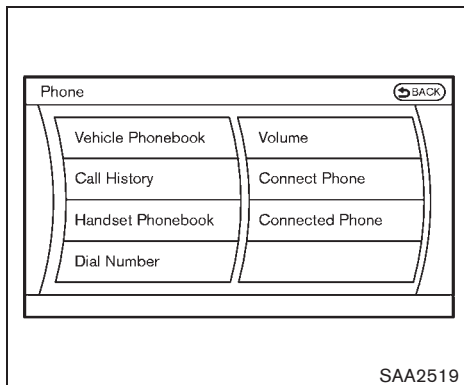 Phone
BACK
Vehicle Phonebook
Volume
Call History
Connect Phone
Handset Phonebook
Connected Phone
Dial Number
SAA2519